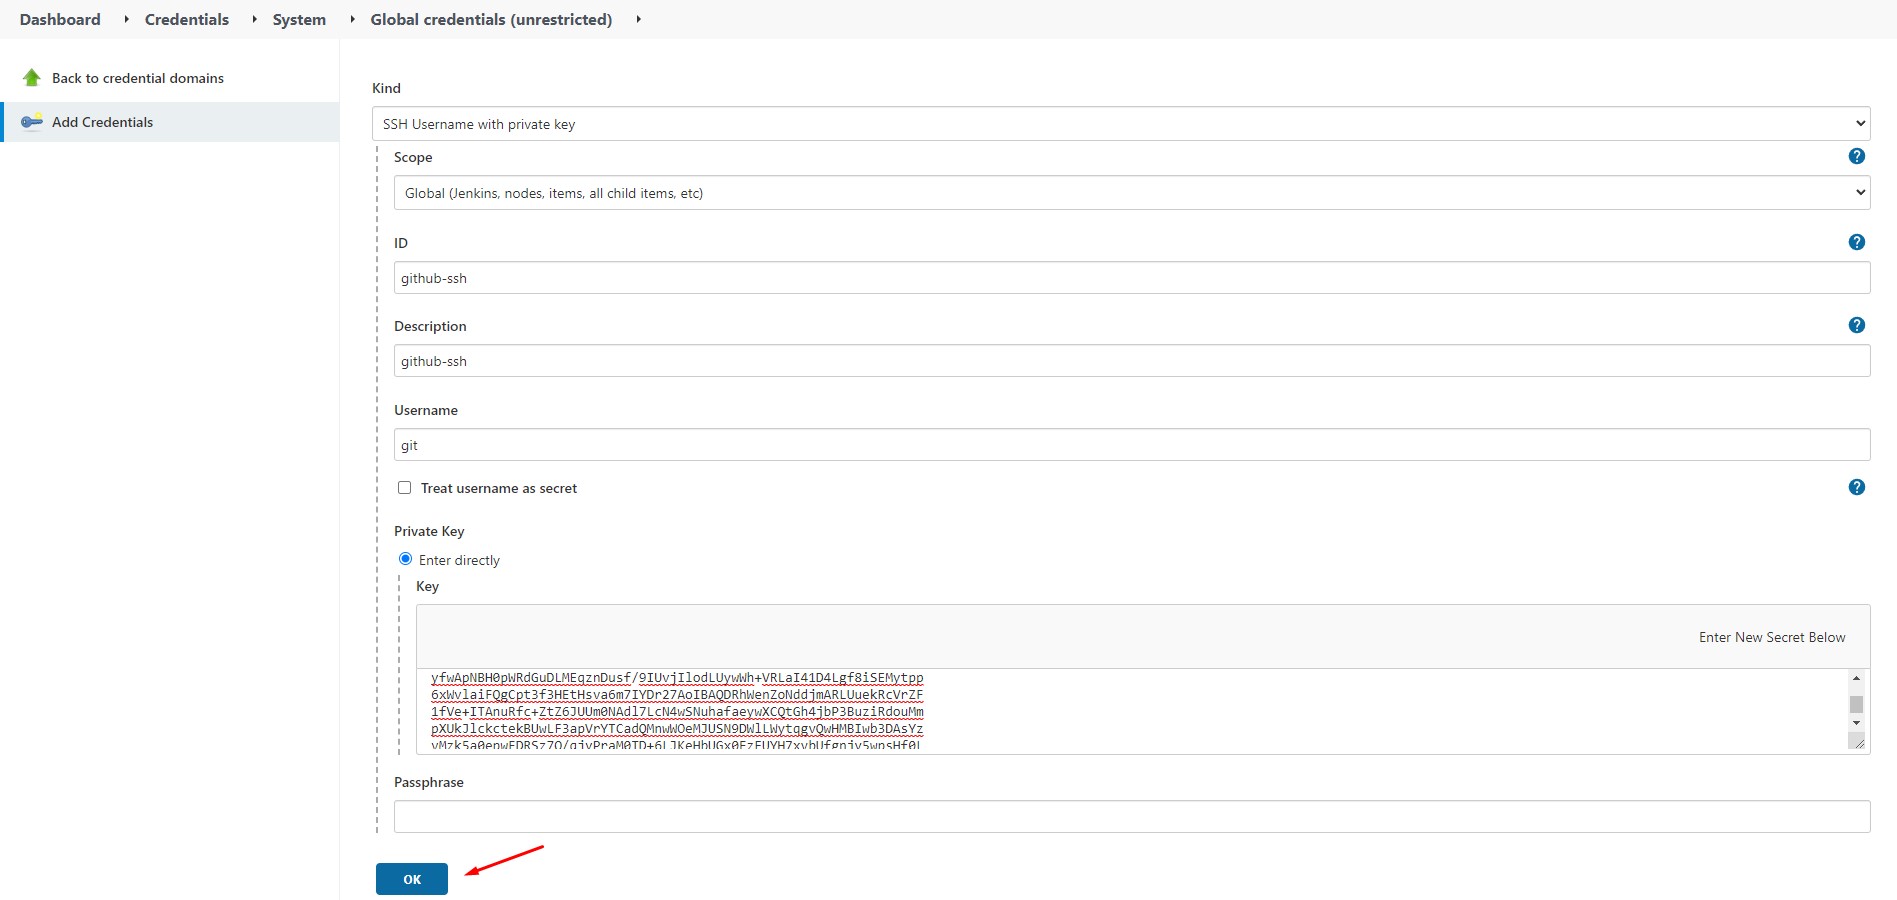 Dashboard
Credentials
System
Global credentials (unrestricted)
Back to credential domains
Add Credentials
Kind
SSH Username with private key
Scope
Global (Jenkins, nodes, items, all child items, etc)
ID
github-ssh
Description
github-ssh
Username
git
Treat username as secret
Private Key
Enter directly
Key
Enter New Secret Below
yfwApNBH0pWRdGuDLMEqznDusf/9IUvjIlodLUywWh+VRLaI41D4Lgf8iSEMytpp
6xWvlaiFQgCpt3f3HEtHsva6m7IYDr27AoIBAQDRhWenZoNddjmARLUuekRcVrZF
1fVe+ITAnuRfc+ZtZ6JUUm0NAdl7LcN4wSNuhafaeywXCQtGh4jbP3BuziRdouMm
pXUkJlckctekBUwLF3apVrYTCadQMnwWOeMJUSN9DWlLWytqgvQwHMBIwb3DAsYz
Passphrase
OK